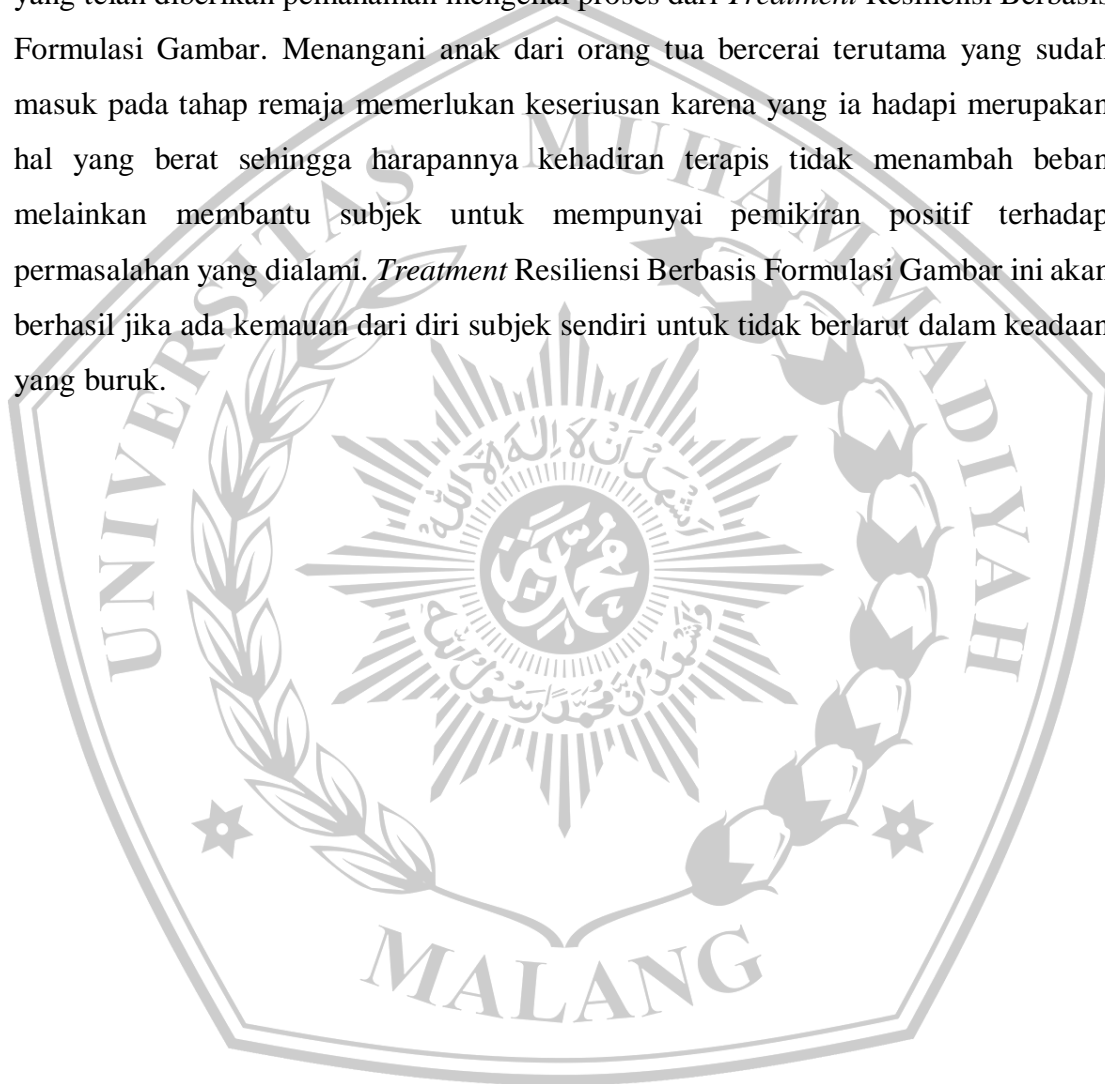 yang telah diberikan pemahaman mengenai proses dari Treatment Resiliensi Berbasis
Formulasi Gambar. Menangani anak dari orang tua bercerai terutama yang sudah
masuk pada tahap remaja memerlukan keseriusan karena yang ia hadapi merupakan
hal yang berat sehingga harapannya kehadiran terapis tidak menambah beban
melainkan membantu subjek untuk mempunyai pemikiran positif terhadap
permasalahan yang dialami. Treatment Resiliensi Berbasis Formulasi Gambar ini akan
berhasil jika ada kemauan dari diri subjek sendiri untuk tidak berlarut dalam keadaan
yang buruk.
UNIVERSITAS MUHAMMADIYAH
MALANG